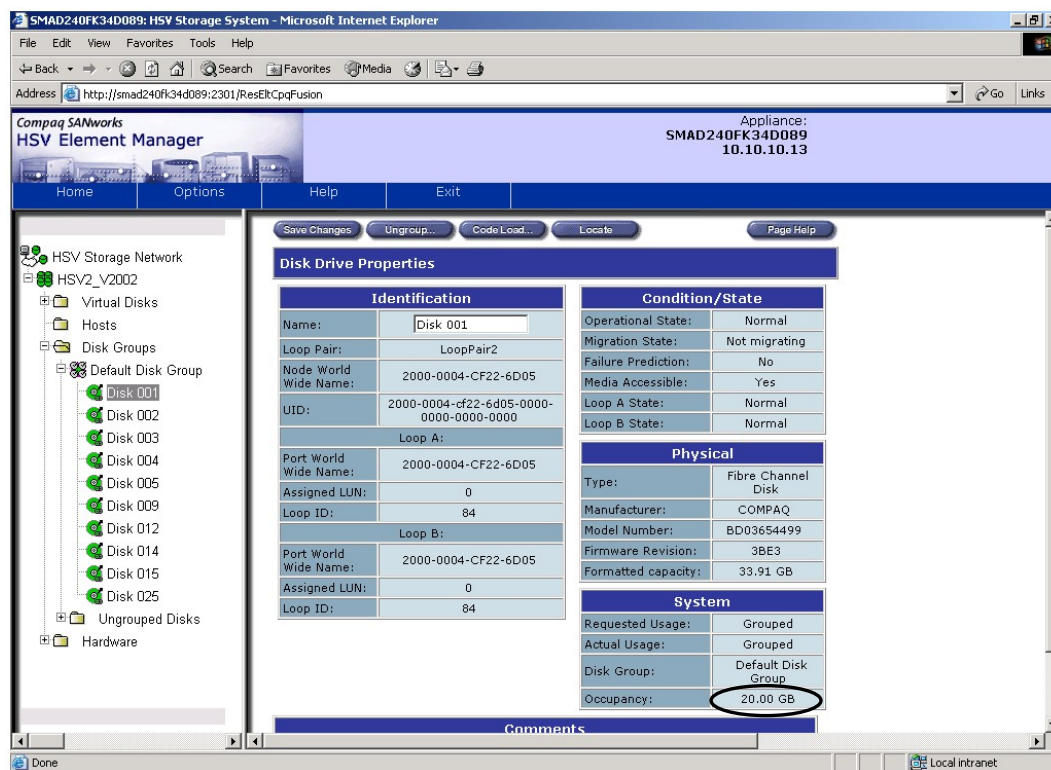 SMAD240FK34D089: HSV Storage System - Microsoft Internet Explorer
File Edit View Favorites Tools Help
Back Search Favorites Media
Address http://smad240fk34d089:2301/ResEltCpqFusion Go Links
Compaq SANworks
HSV Element Manager
Appliance:
SMAD240FK34D089
10.10.10.13
Home Options Help Exit
HSV Storage Network
HSV2_V2002
Virtual Disks
Hosts
Disk Groups
Default Disk Group
Disk 001
Disk 002
Disk 003
Disk 004
Disk 005
Disk 009
Disk 012
Disk 014
Disk 015
Disk 025
Ungrouped Disks
Hardware
Save Changes Ungroup... Code Load... Locate Page Help
Disk Drive Properties
Identification
Name: Disk 001
Loop Pair: LoopPair2
Node World
Wide Name: 2000-0004-CF22-6D05
UID: 2000-0004-cf22-6d05-0000-
0000-0000-0000
Loop A:
Port World
Wide Name: 2000-0004-CF22-6D05
Assigned LUN: 0
Loop ID: 84
Loop B:
Port World
Wide Name: 2000-0004-CF22-6D05
Assigned LUN: 0
Loop ID: 84
Condition/State
Operational State: Normal
Migration State: Not migrating
Failure Prediction: No
Media Accessible: Yes
Loop A State: Normal
Loop B State: Normal
Physical
Type: Fibre Channel
Disk
Manufacturer: COMPAQ
Model Number: BD03654499
Firmware Revision: 3BE3
Formatted capacity: 33.91 GB
System
Requested Usage: Grouped
Actual Usage: Grouped
Disk Group: Default Disk
Group
Occupancy: 20.00 GB
Comments
Done Local intranet